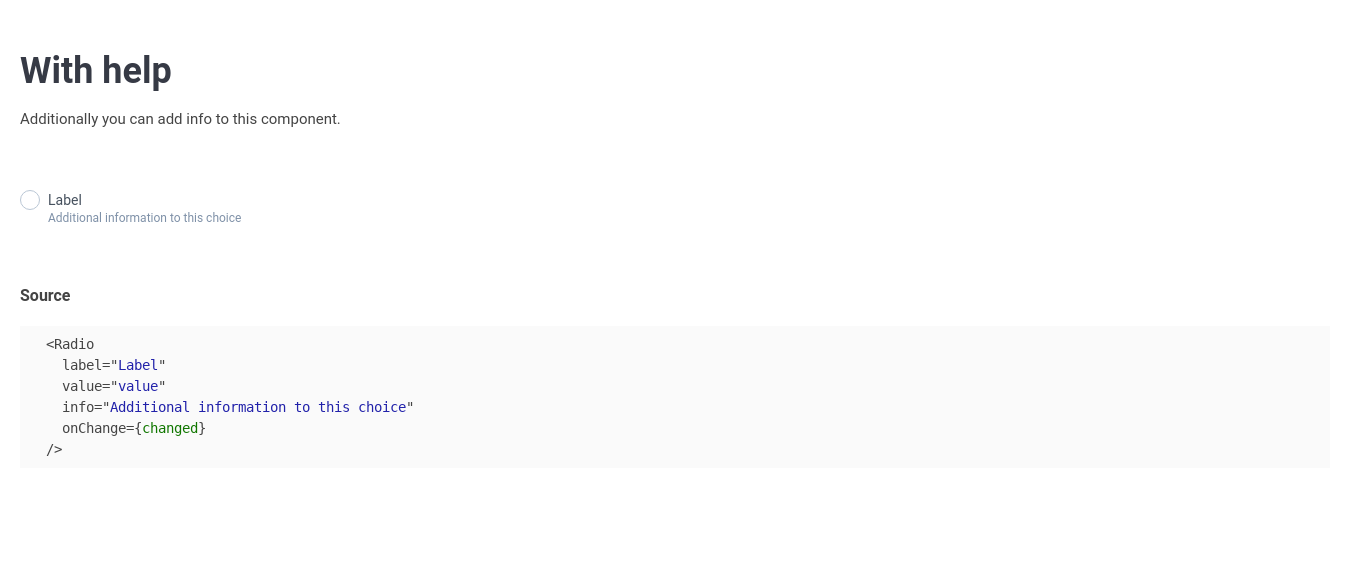 With help
Additionally you can add info to this component.
Label
Additional information to this choice
Source
<Radio
  label="Label"
  value="value"
  info="Additional information to this choice"
  onChange={changed}
/>